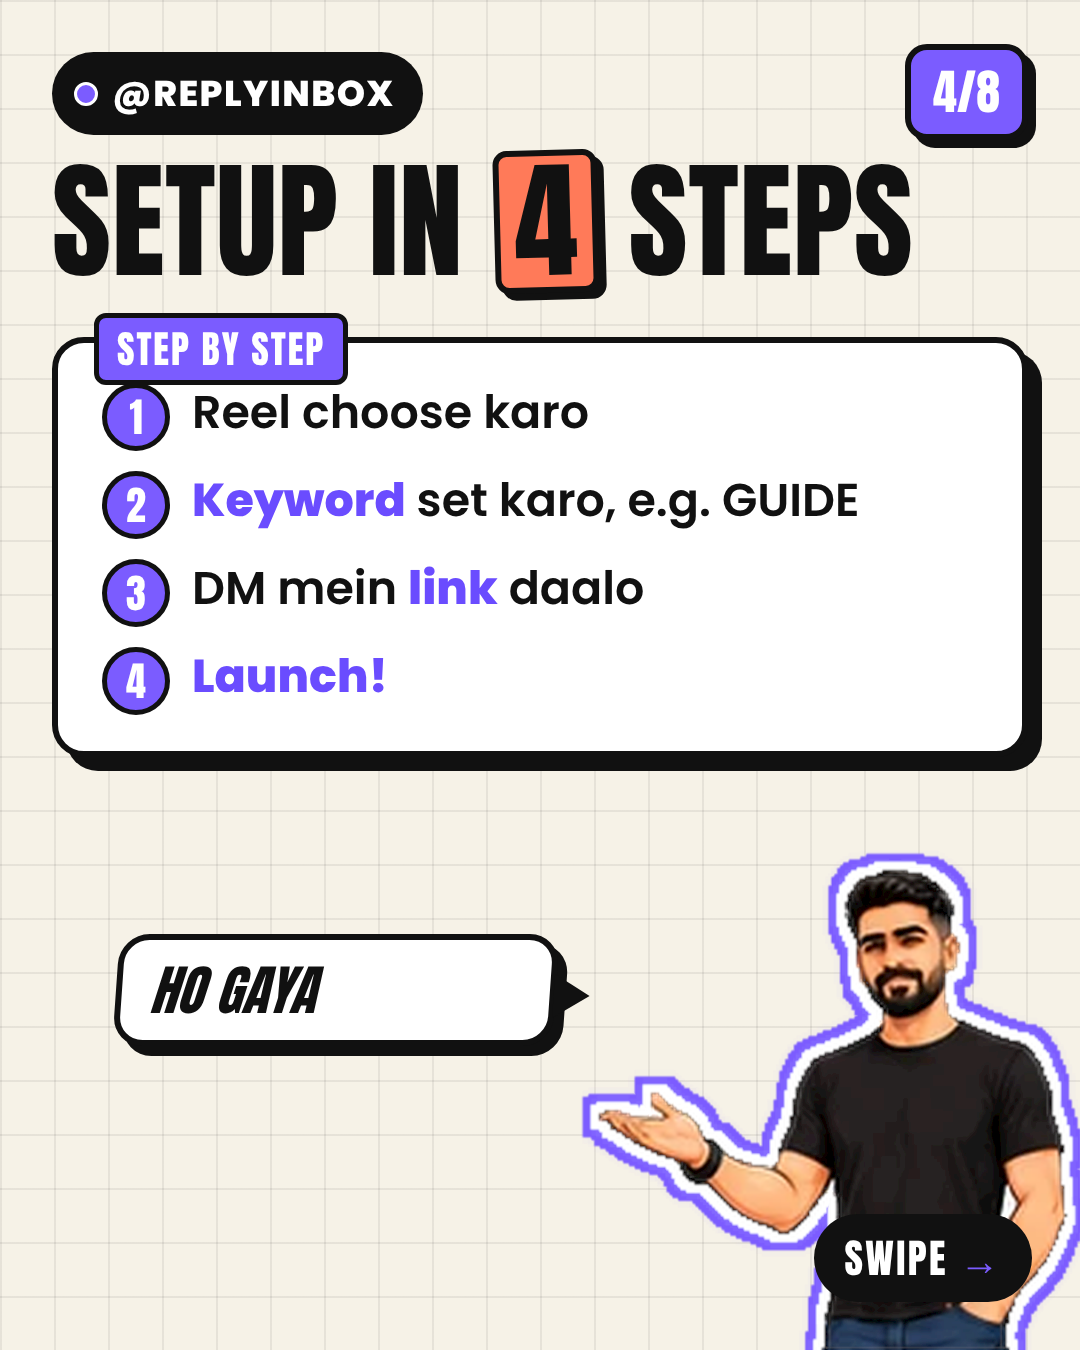 @REPLYINBOX
4/8
SETUP IN 4 STEPS
STEP BY STEP
1 Reel choose karo
2 Keyword set karo, e.g. GUIDE
3 DM mein link daalo
4 Launch!
HO GAYA
SWIPE →